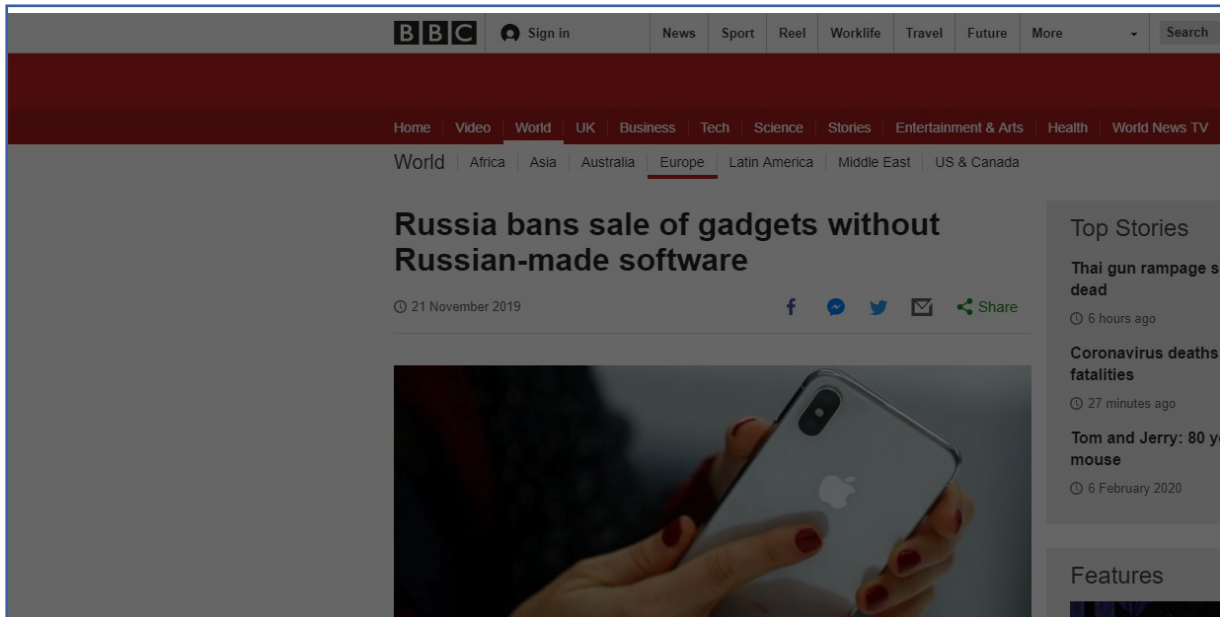 BBC Sign in News Sport Reel Worklife Travel Future More Search
Home Video World UK Business Tech Science Stories Entertainment & Arts Health World News TV
World Africa Asia Australia Europe Latin America Middle East US & Canada
Russia bans sale of gadgets without
Russian-made software
21 November 2019
Share
Top Stories
Thai gun rampage s
dead
6 hours ago
Coronavirus deaths
fatalities
27 minutes ago
Tom and Jerry: 80 y
mouse
6 February 2020
Features